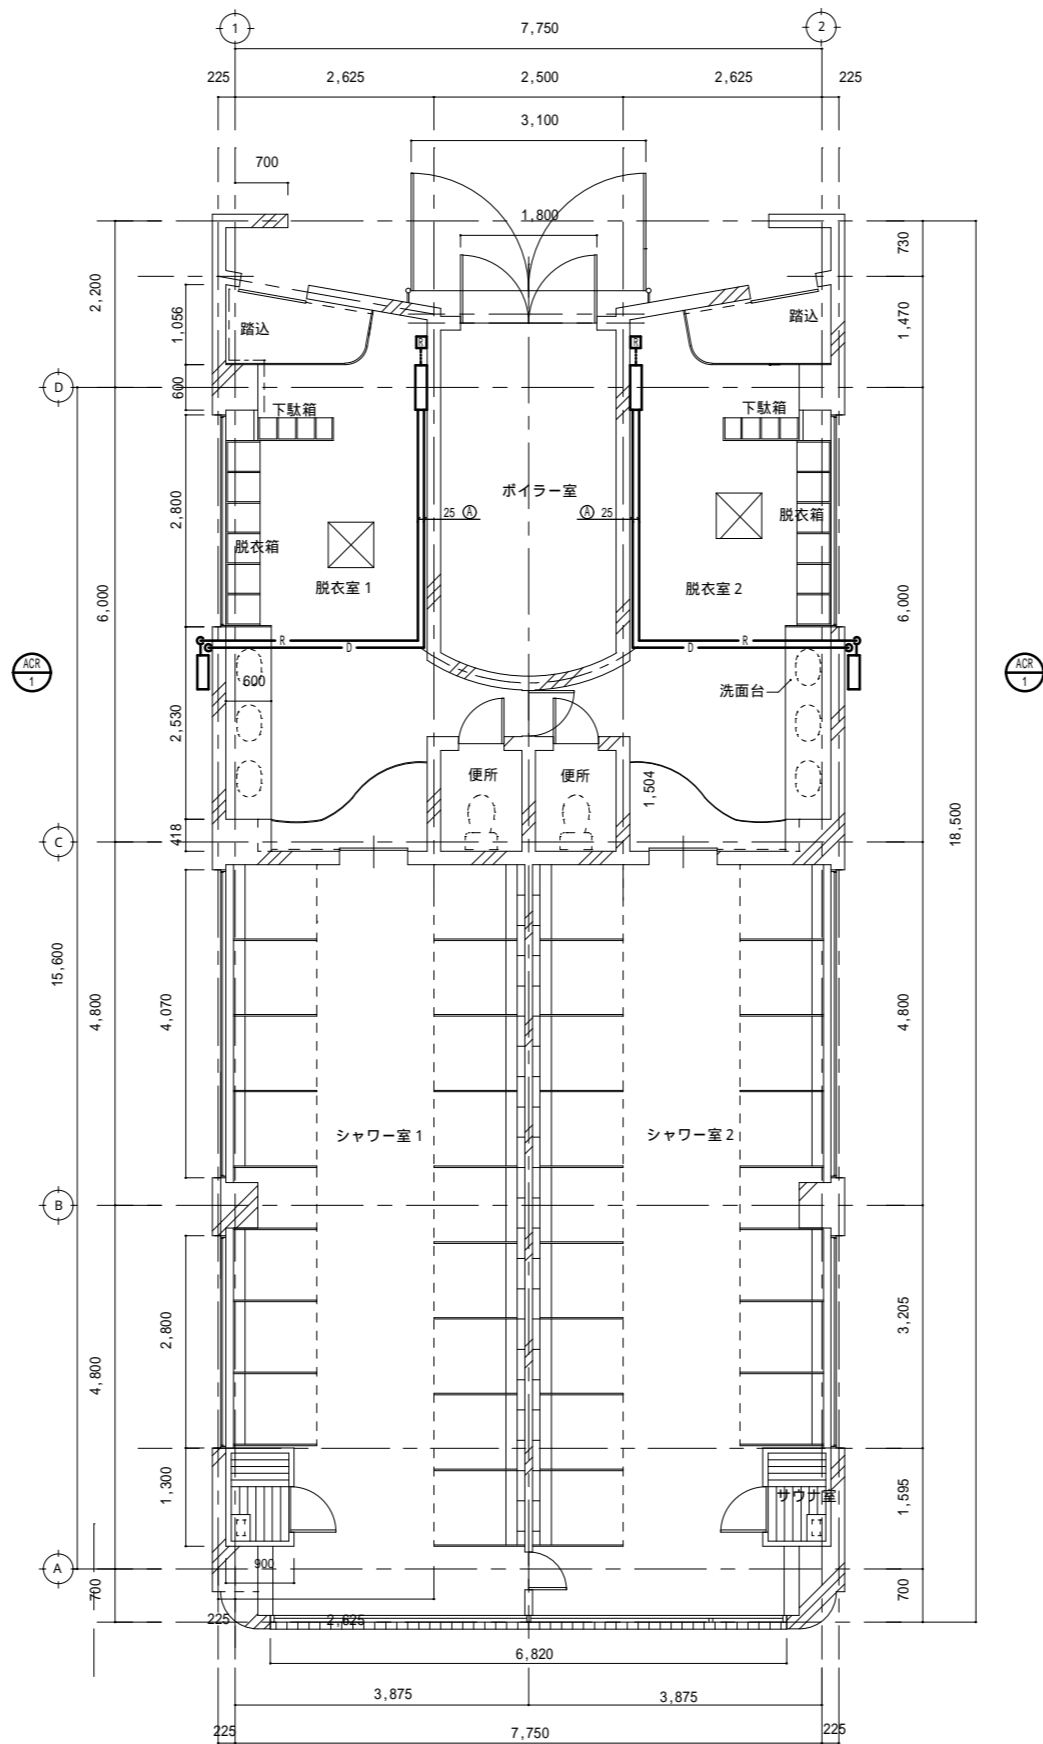 1
7,750
2
225
2,625
2,500
2,625
225
3,100
700
1,800
730
2,200
1,056
踏込
踏込
1,470
D
600
下駄箱
下駄箱
ボイラー室
2,800
25 A
A 25
脱衣箱
脱衣箱
脱衣室1
脱衣室2
6,000
6,000
R
D
R
D
ACR
1
ACR
1
600
洗面台
2,530
便所
便所
1,504
418
C
18,500
15,600
4,800
4,070
4,800
シャワー室1
シャワー室2
B
2,800
3,205
4,800
1,300
サウナ室
1,595
A
900
700
700
225
2,625
6,820
3,875
3,875
225
7,750
225